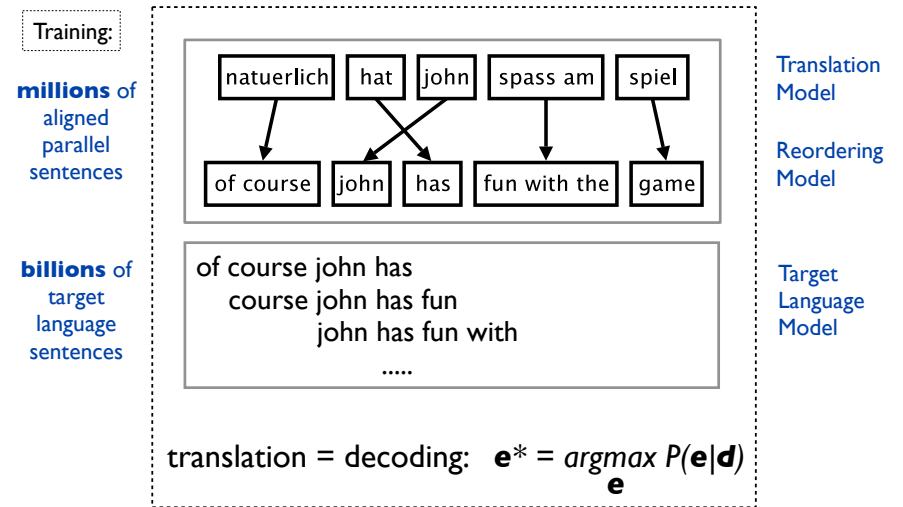 Training:
millions of
aligned
parallel
sentences
natuerlich hat john spass am spiel
of course john has fun with the game
Translation
Model
Reordering
Model
billions of
target
language
sentences
of course john has
course john has fun
john has fun with
.....
Target
Language
Model
translation = decoding: e* = argmax P(e|d)
e